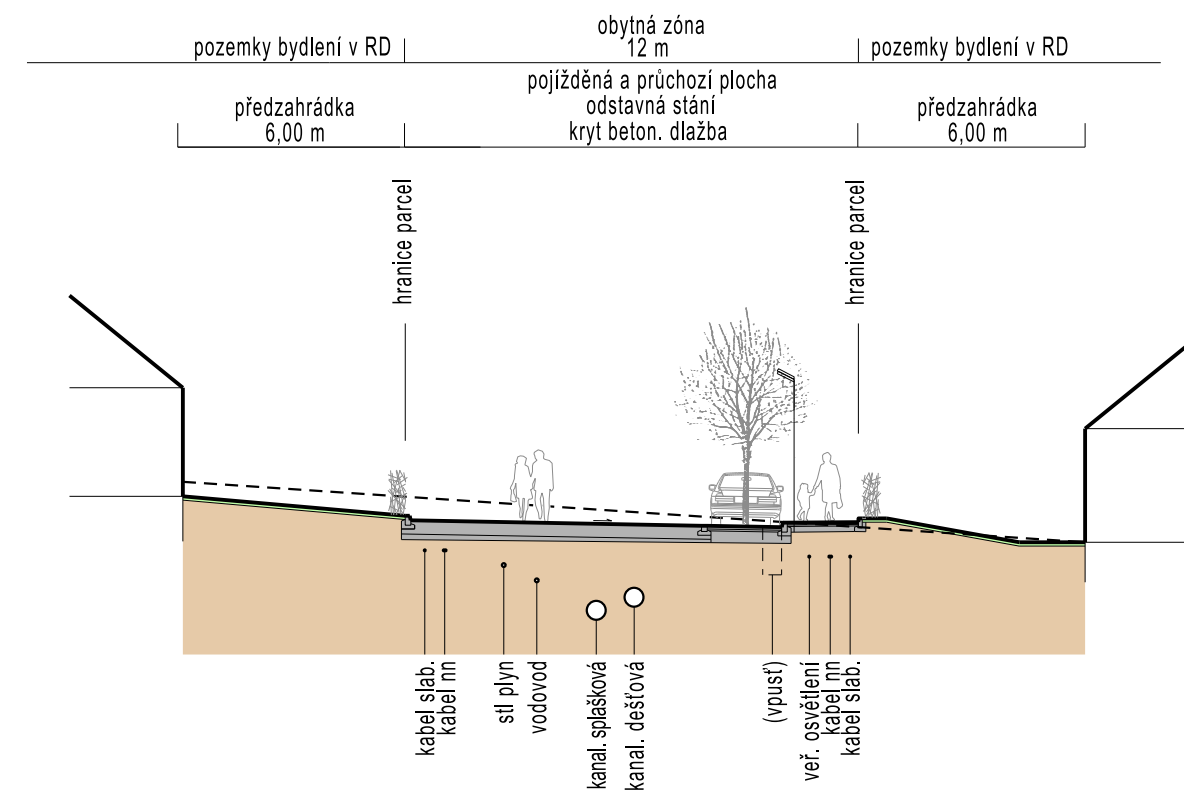 obytná zóna
pozemky bydlení v RD
12 m
pozemky bydlení v RD
pojížděná a průchozí plocha
předzahrádka
odstavná stání
předzahrádka
6,00 m
kryt beton. dlažba
6,00 m
hranice parcel
hranice parcel
kabel slab.
kabel nn
stl plyn
vodovod
kanal. splašková
kanal. dešťová
(vpusť)
veř. osvětlení
kabel nn
kabel slab.